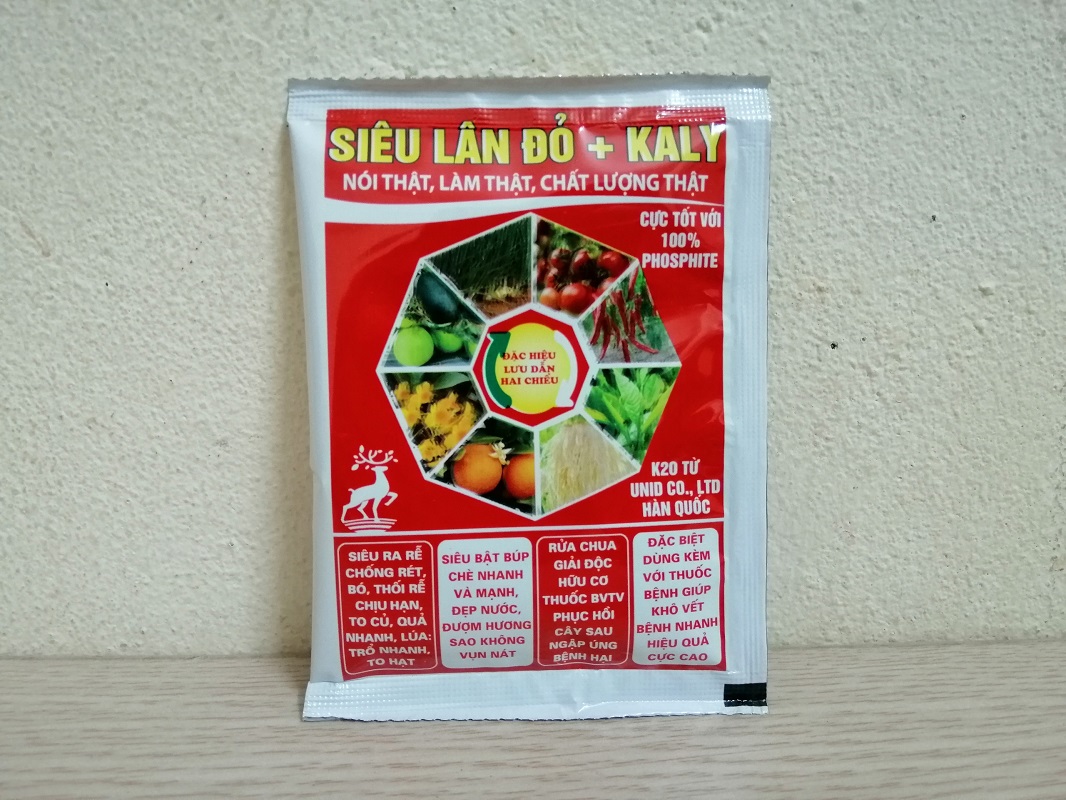 SIÊU LÂN ĐỎ + KALY
NÓI THẬT, LÀM THẬT, CHẤT LƯỢNG THẬT
CỰC TỐT VỚI
100%
PHOSPHITE
ĐẶC HIỆU
LƯU DẪN
HAI CHIỀU
K20 TỪ
UNID CO., LTD
HÀN QUỐC
SIÊU RA RỄ
CHỐNG RÉT,
BÓ, THỐI RỄ
CHỊU HẠN,
TO CỦ, QUẢ
NHANH, LÚA:
TRỔ NHANH,
TO HẠT
SIÊU BẬT BÚP
CHÈ NHANH
VÀ MẠNH,
ĐẸP NƯỚC,
ĐƯỢM HƯƠNG
SAO KHÔNG
VỤN NÁT
RỬA CHUA
GIẢI ĐỘC
HỮU CƠ
THUỐC BVTV
PHỤC HỒI
CÂY SAU
NGẬP ÚNG
BỆNH HẠI
ĐẶC BIỆT
DÙNG KÈM
VỚI THUỐC
BỆNH GIÚP
KHÔ VẾT
BỆNH NHANH
HIỆU QUẢ
CỰC CAO